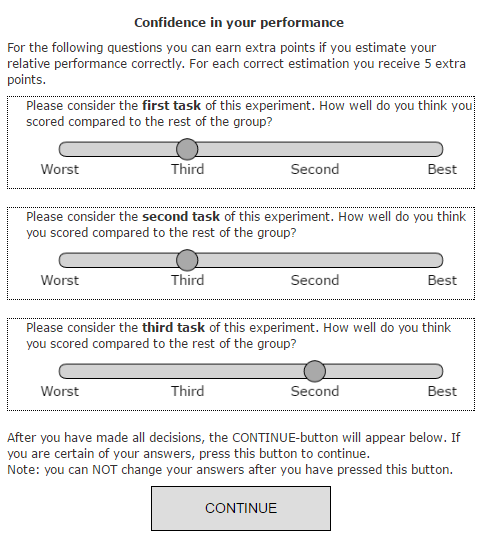 Confidence in your performance
For the following questions you can earn extra points if you estimate your
relative performance correctly. For each correct estimation you receive 5 extra
points.
Please consider the first task of this experiment. How well do you think you
scored compared to the rest of the group?
Worst Third Second Best
Please consider the second task of this experiment. How well do you think
you scored compared to the rest of the group?
Worst Third Second Best
Please consider the third task of this experiment. How well do you think
you scored compared to the rest of the group?
Worst Third Second Best
After you have made all decisions, the CONTINUE-button will appear below. If
you are certain of your answers, press this button to continue.
Note: you can NOT change your answers after you have pressed this button.
CONTINUE